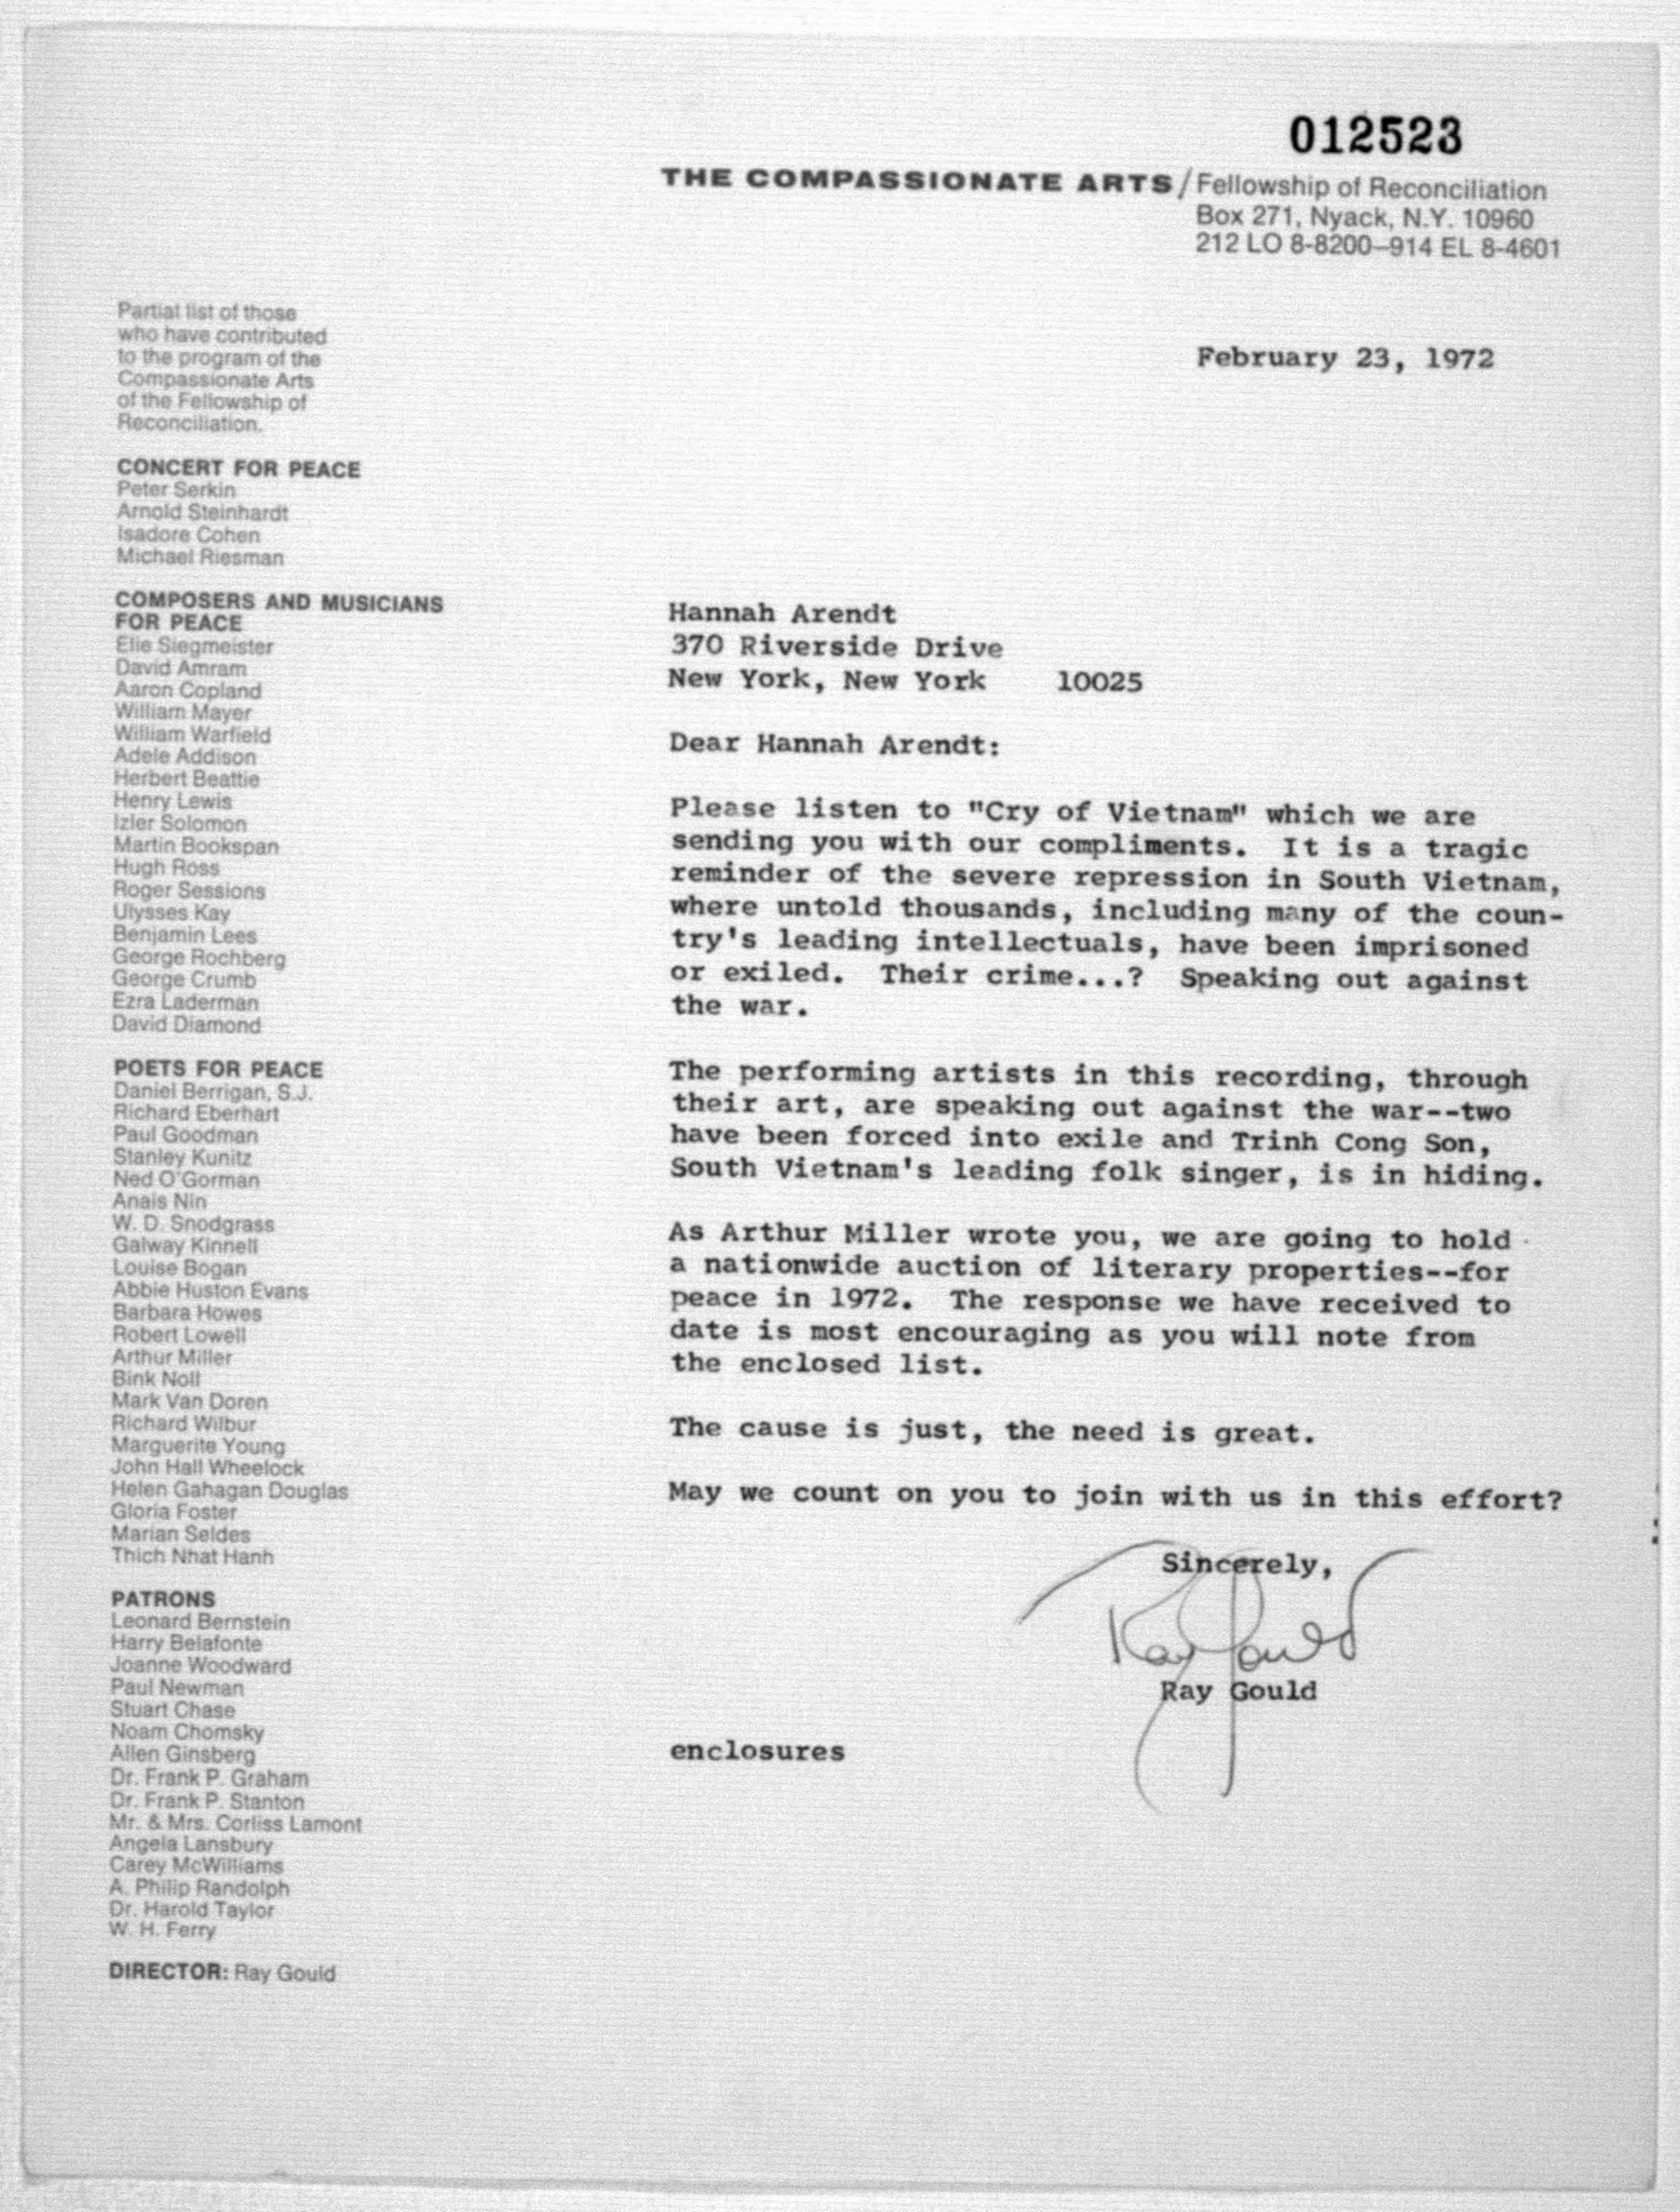 012523
THE COMPASSIONATE ARTS / Fellowship of Reconciliation
Box 271, Nyack, N.Y. 10960
212 LO 8-8200–914 EL 8-4601
February 23, 1972
Partial list of those
who have contributed
to the program of the
Compassionate Arts
of the Fellowship of
Reconciliation.
CONCERT FOR PEACE
Peter Serkin
Arnold Steinhardt
Isadore Cohen
Michael Riesman
COMPOSERS AND MUSICIANS
FOR PEACE
Elie Siegmeister
David Amram
Aaron Copland
William Mayer
William Warfield
Adele Addison
Herbert Beattie
Henry Lewis
Izler Solomon
Martin Bookspan
Hugh Ross
Roger Sessions
Ulysses Kay
Benjamin Lees
George Rochberg
George Crumb
Ezra Laderman
David Diamond
POETS FOR PEACE
Daniel Berrigan, S.J.
Richard Eberhart
Paul Goodman
Stanley Kunitz
Ned O'Gorman
Anais Nin
W. D. Snodgrass
Galway Kinnell
Louise Bogan
Abbie Huston Evans
Barbara Howes
Robert Lowell
Arthur Miller
Bink Noll
Mark Van Doren
Richard Wilbur
Marguerite Young
John Hall Wheelock
Helen Gahagan Douglas
Gloria Foster
Marian Seldes
Thich Nhat Hanh
PATRONS
Leonard Bernstein
Harry Belafonte
Joanne Woodward
Paul Newman
Stuart Chase
Noam Chomsky
Allen Ginsberg
Dr. Frank P. Graham
Dr. Frank P. Stanton
Mr. & Mrs. Corliss Lamont
Angela Lansbury
Carey McWilliams
A. Philip Randolph
Dr. Harold Taylor
W. H. Ferry
DIRECTOR: Ray Gould
Hannah Arendt
370 Riverside Drive
New York, New York 10025
Dear Hannah Arendt:
Please listen to "Cry of Vietnam" which we are
sending you with our compliments. It is a tragic
reminder of the severe repression in South Vietnam,
where untold thousands, including many of the coun-
try's leading intellectuals, have been imprisoned
or exiled. Their crime...? Speaking out against
the war.
The performing artists in this recording, through
their art, are speaking out against the war--two
have been forced into exile and Trinh Cong Son,
South Vietnam's leading folk singer, is in hiding.
As Arthur Miller wrote you, we are going to hold
a nationwide auction of literary properties--for
peace in 1972. The response we have received to
date is most encouraging as you will note from
the enclosed list.
The cause is just, the need is great.
May we count on you to join with us in this effort?
Sincerely,
Ray Gould
Ray Gould
enclosures